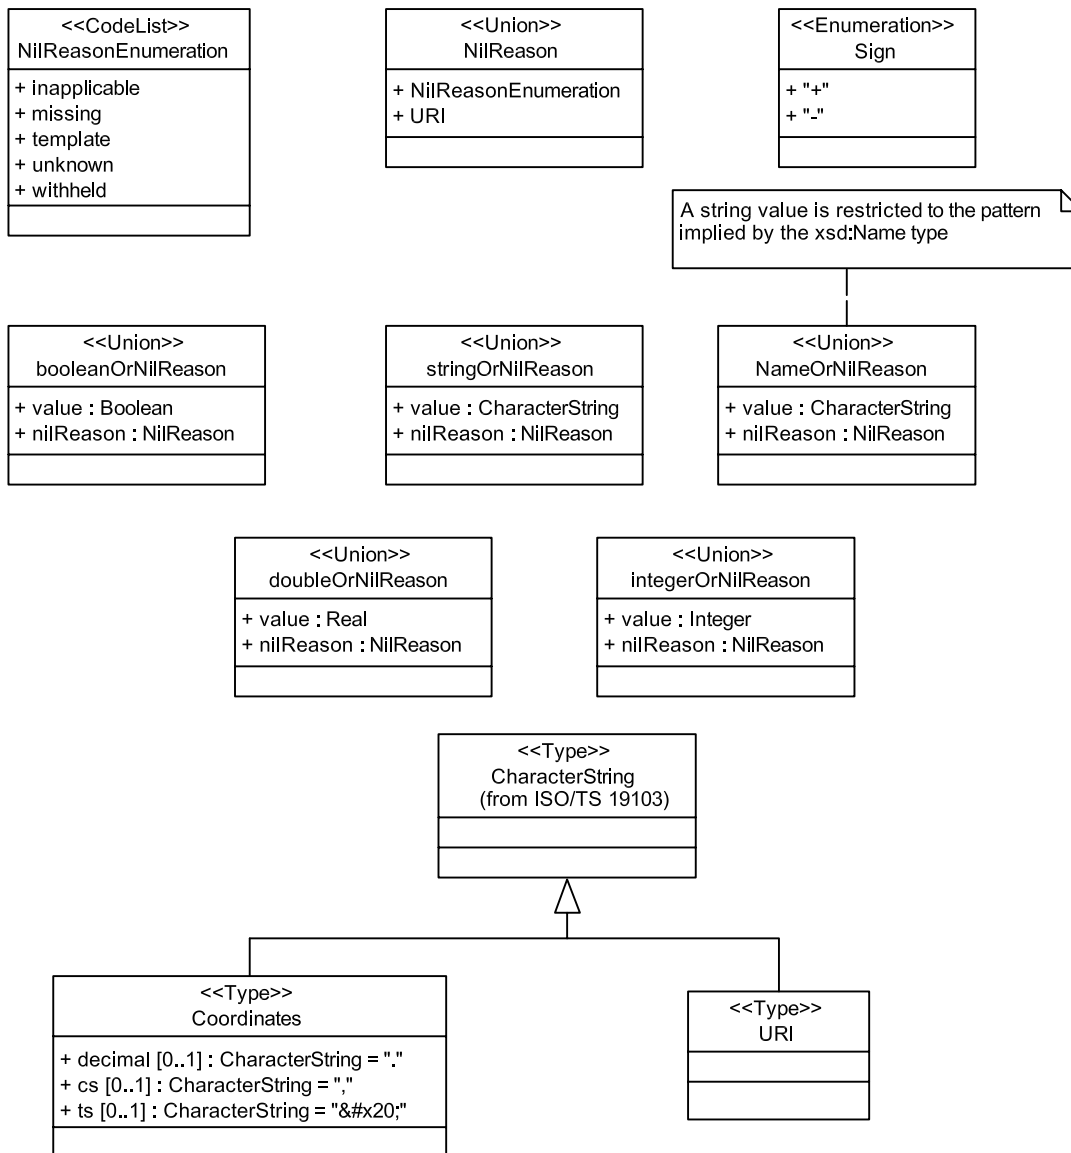 <<CodeList>>
NilReasonEnumeration
+ inapplicable
+ missing
+ template
+ unknown
+ withheld
<<Union>>
NilReason
+ NilReasonEnumeration
+ URI
<<Enumeration>>
Sign
+ "+"
+ "-"
A string value is restricted to the pattern
implied by the xsd:Name type
<<Union>>
booleanOrNilReason
+ value : Boolean
+ nilReason : NilReason
<<Union>>
stringOrNilReason
+ value : CharacterString
+ nilReason : NilReason
<<Union>>
NameOrNilReason
+ value : CharacterString
+ nilReason : NilReason
<<Union>>
doubleOrNilReason
+ value : Real
+ nilReason : NilReason
<<Union>>
integerOrNilReason
+ value : Integer
+ nilReason : NilReason
<<Type>>
CharacterString
(from ISO/TS 19103)
<<Type>>
Coordinates
+ decimal [0..1] : CharacterString = "."
+ cs [0..1] : CharacterString = ","
+ ts [0..1] : CharacterString = "&#x20;"
<<Type>>
URI